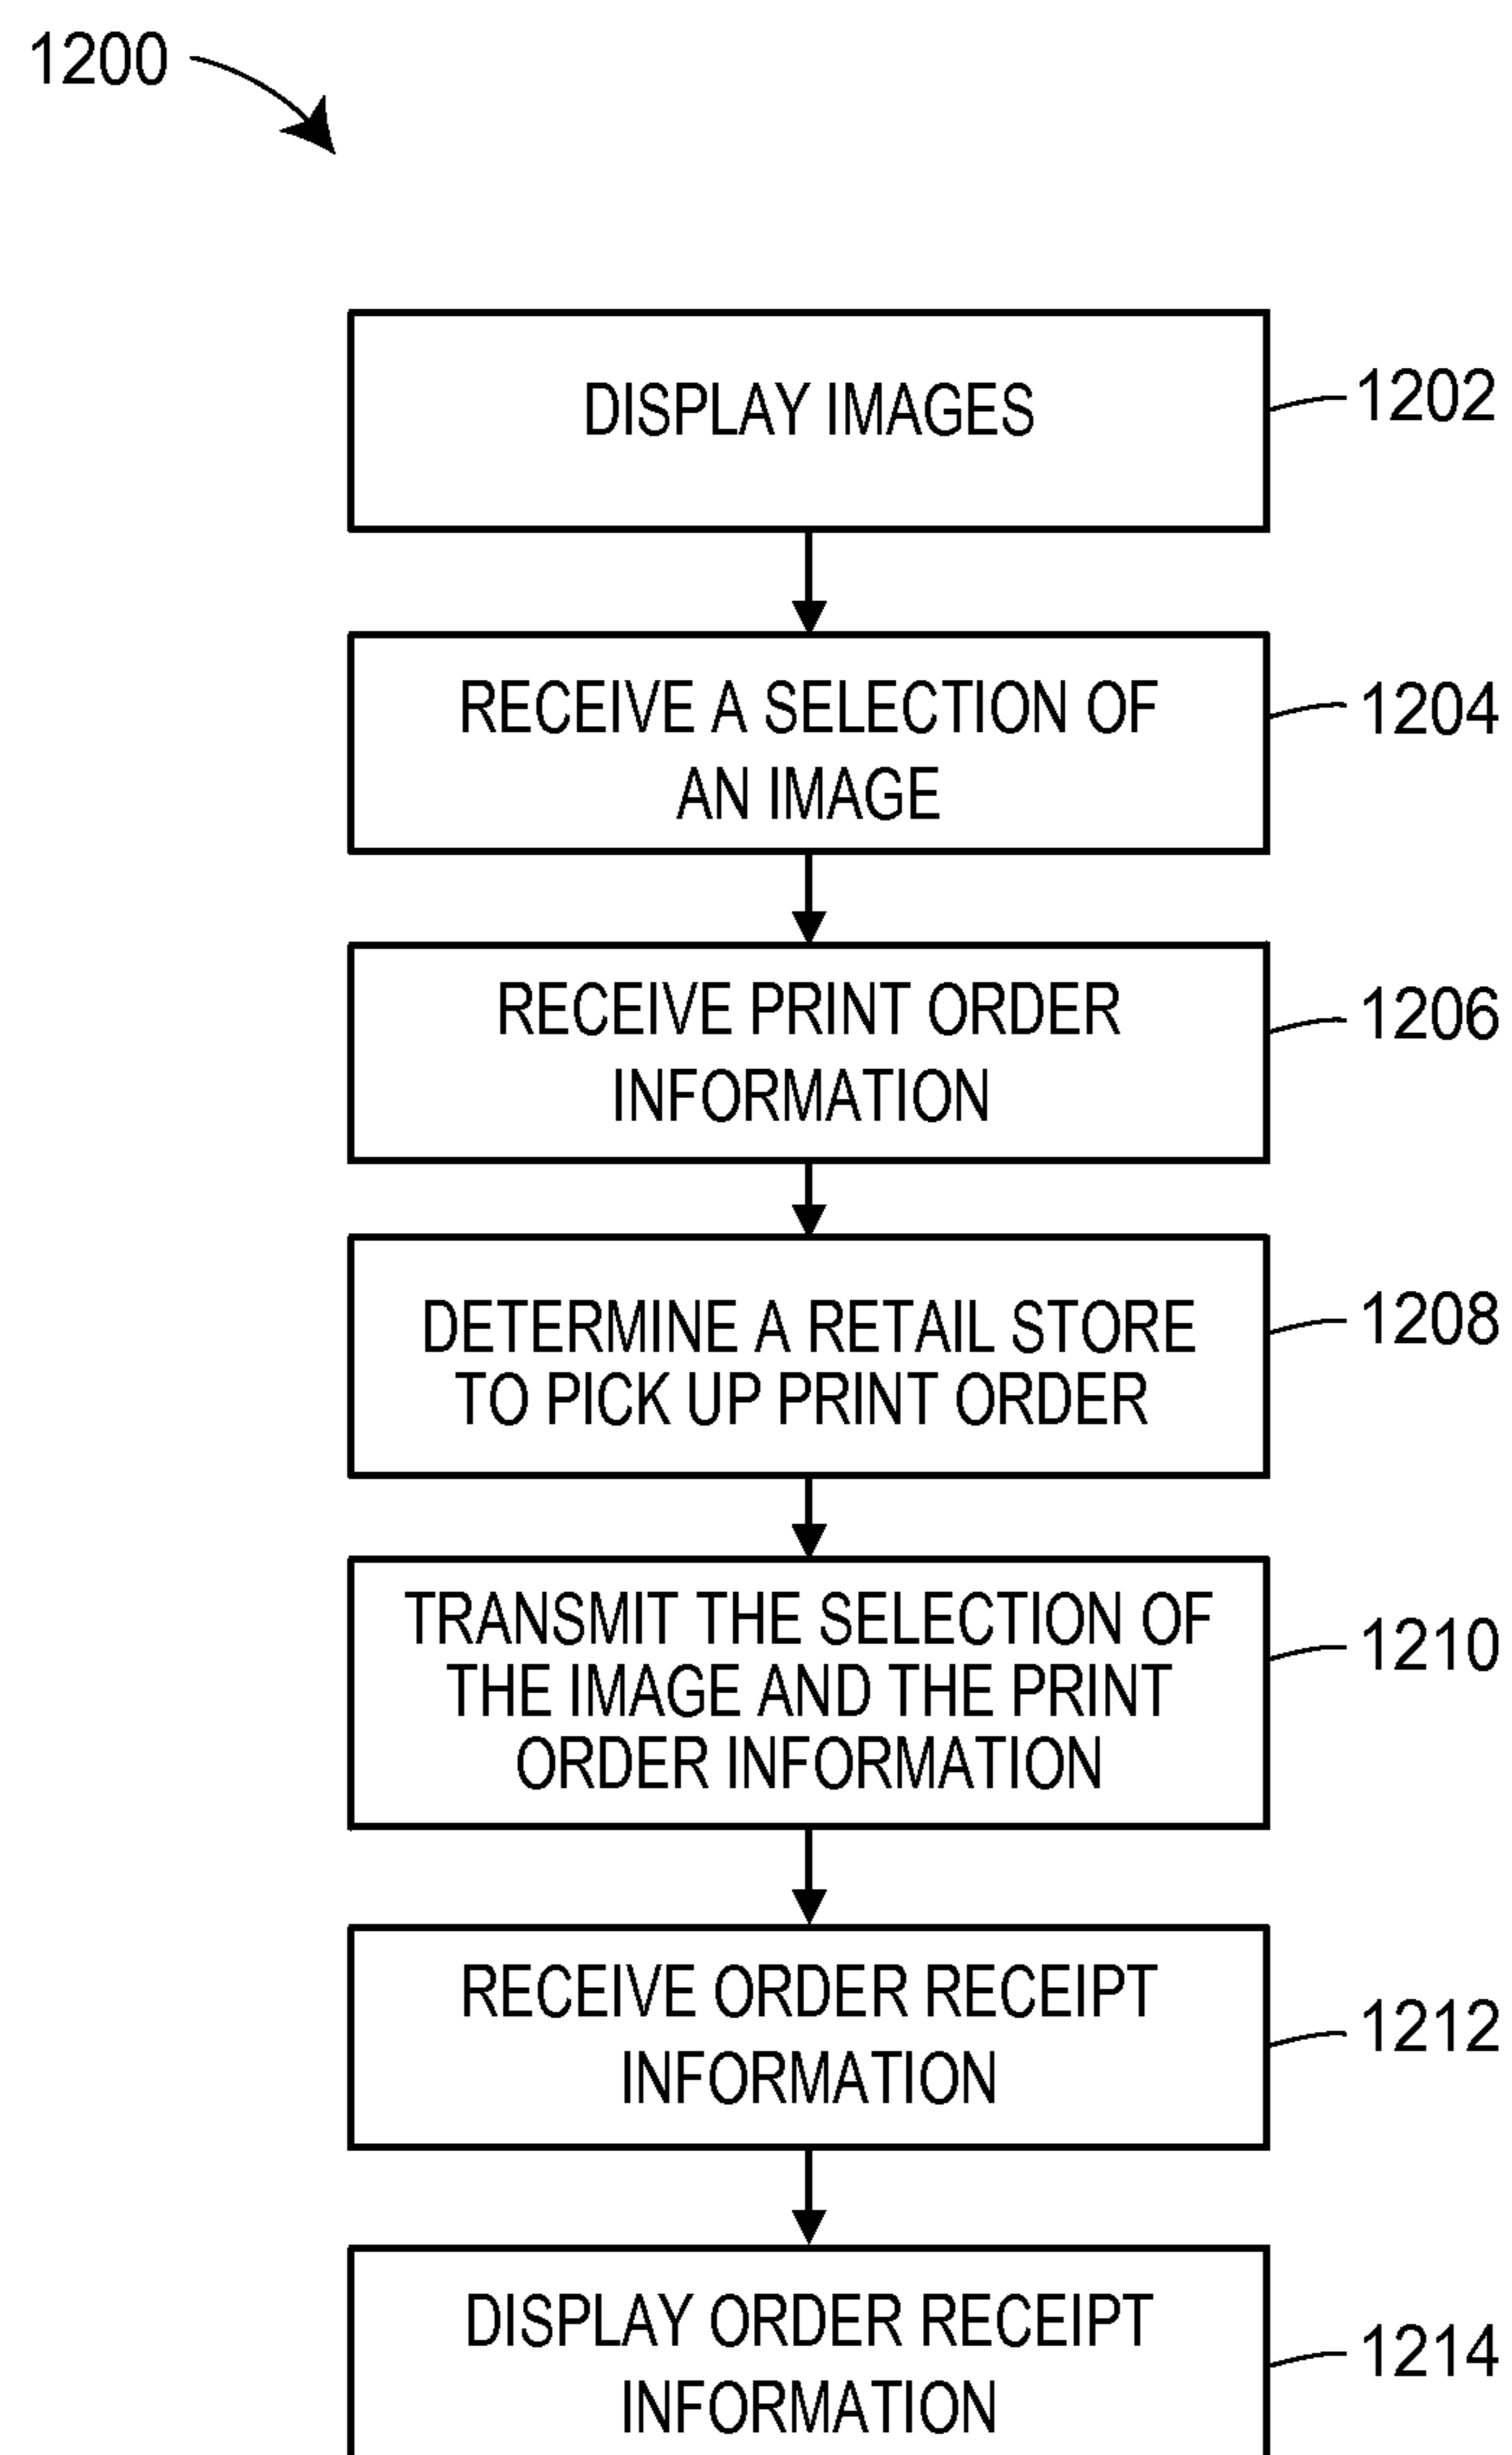 1200
DISPLAY IMAGES
1202
RECEIVE A SELECTION OF
AN IMAGE
1204
RECEIVE PRINT ORDER
INFORMATION
1206
DETERMINE A RETAIL STORE
TO PICK UP PRINT ORDER
1208
TRANSMIT THE SELECTION OF
THE IMAGE AND THE PRINT
ORDER INFORMATION
1210
RECEIVE ORDER RECEIPT
INFORMATION
1212
DISPLAY ORDER RECEIPT
INFORMATION
1214